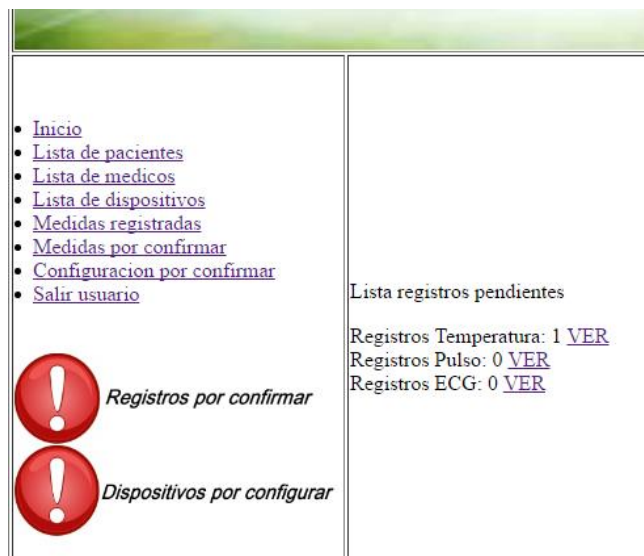 Inicio
Lista de pacientes
Lista de medicos
Lista de dispositivos
Medidas registradas
Medidas por confirmar
Configuracion por confirmar
Salir usuario
Registros por confirmar
Dispositivos por configurar
Lista registros pendientes
Registros Temperatura: 1 VER
Registros Pulso: 0 VER
Registros ECG: 0 VER